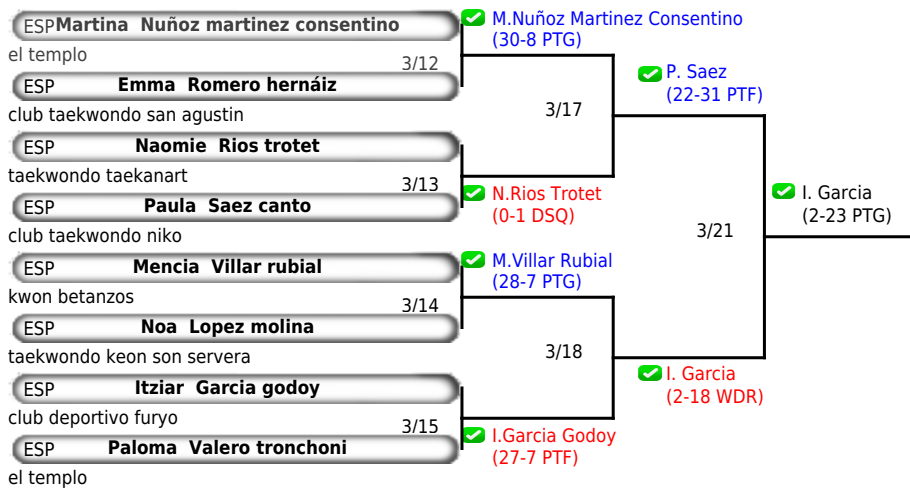 ESP Martina Nuñoz martinez consentino
el templo
3/12
ESP Emma Romero hernáiz
club taekwondo san agustin
ESP Naomie Rios trotet
taekwondo taekanart
3/13
ESP Paula Saez canto
club taekwondo niko
ESP Mencia Villar rubial
kwon betanzos
3/14
ESP Noa Lopez molina
taekwondo keon son servera
ESP Itziar Garcia godoy
club deportivo furyo
3/15
ESP Paloma Valero tronchoni
el templo
M.Nuñoz Martinez Consentino
(30-8 PTG)
3/17
N.Rios Trotet
(0-1 DSQ)
M.Villar Rubial
(28-7 PTG)
3/18
I.Garcia Godoy
(27-7 PTF)
P. Saez
(22-31 PTF)
3/21
I. Garcia
(2-18 WDR)
I. Garcia
(2-23 PTG)